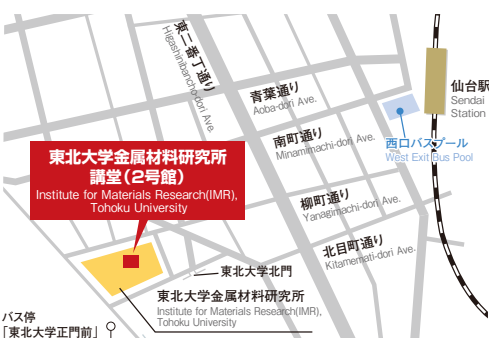 東二番丁通り
Higashinibancho-dori Ave.
青葉通り
Aoba-dori Ave.
仙台駅
Sendai
Station
南町通り
Minamimachi-dori Ave.
西口バスプール
West Exit Bus Pool
東北大学金属材料研究所
講堂(2号館)
Institute for Materials Research(IMR),
Tohoku University
柳町通り
Yanagimachi-dori Ave.
北目町通り
Kitamemati-dori Ave.
東北大学北門
東北大学金属材料研究所
Institute for Materials Research(IMR),
Tohoku University
バス停
「東北大学正門前」